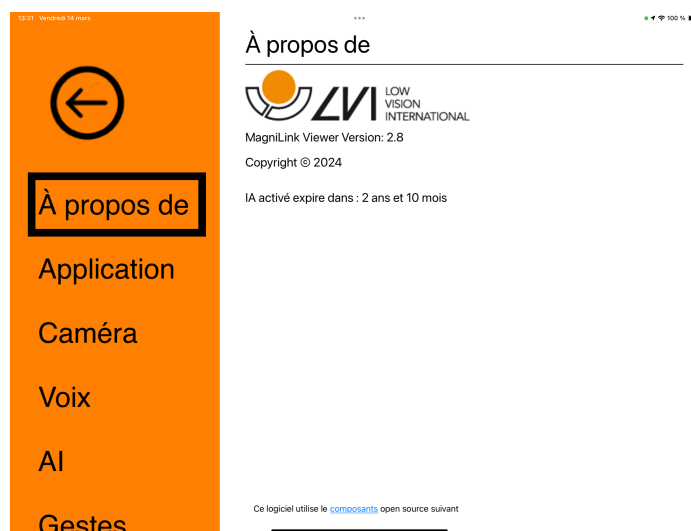 13:31 Vendredi 14 mars
100 %
À propos de
Application
Caméra
Voix
AI
Gestes
À propos de
LVI LOW
VISION
INTERNATIONAL
MagniLink Viewer Version: 2.8
Copyright © 2024
IA activé expire dans : 2 ans et 10 mois
Ce logiciel utilise le composants open source suivant